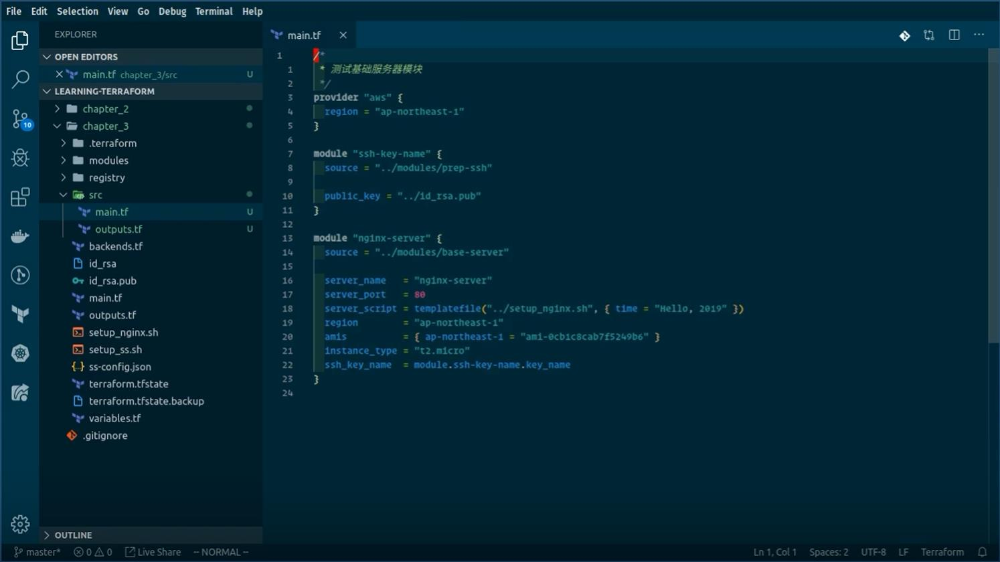 File Edit Selection View Go Debug Terminal Help
EXPLORER
OPEN EDITORS
main.tf chapter_3/src U
LEARNING-TERRAFORM
chapter_2
chapter_3
.terraform
modules
registry
src
main.tf U
outputs.tf U
backends.tf
id_rsa
id_rsa.pub
main.tf
outputs.tf
setup_nginx.sh
setup_ss.sh
ss-config.json
terraform.tfstate
terraform.tfstate.backup
variables.tf
.gitignore
OUTLINE
10
main.tf
1 /*
1 * 测试基础服务器模块
2 */
3 provider "aws" {
4 region = "ap-northeast-1"
5 }
6
7 module "ssh-key-name" {
8 source = "../modules/prep-ssh"
9
10 public_key = "../id_rsa.pub"
11 }
12
13 module "nginx-server" {
14 source = "../modules/base-server"
15
16 server_name = "nginx-server"
17 server_port = 80
18 server_script = templatefile("../setup_nginx.sh", { time = "Hello, 2019" })
19 region = "ap-northeast-1"
20 amis = { ap-northeast-1 = "ami-0cb1c8cab7f5249b6" }
21 instance_type = "t2.micro"
22 ssh_key_name = module.ssh-key-name.key_name
23 }
24
master* 0 0 Live Share -- NORMAL -- Ln 1, Col 1 Spaces: 2 UTF-8 LF Terraform